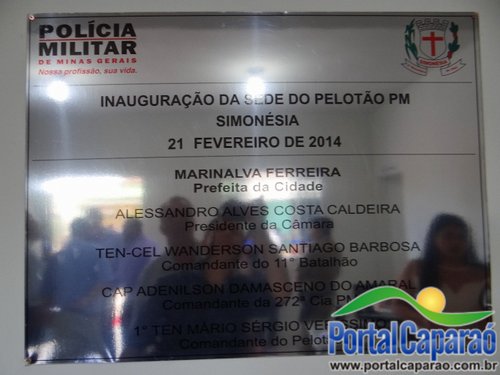 POLÍCIA
MILITAR
DE MINAS GERAIS
Nossa profissão, sua vida.
SIMONÉSIA
INAUGURAÇÃO DA SEDE DO PELOTÃO PM
SIMONÉSIA
21 FEVEREIRO DE 2014
MARINALVA FERREIRA
Prefeita da Cidade
ALESSANDRO ALVES COSTA CALDEIRA
Presidente da Câmara
TEN-CEL WANDERSON SANTIAGO BARBOSA
Comandante do 11° Batalhão
CAP ADENILSON DAMASCENO DO AMARAL
Comandante da 272ª Cia PM
1° TEN MÁRIO SÉRGIO
Comandante do
PortalCaparaó
www.portalcaparao.com.br